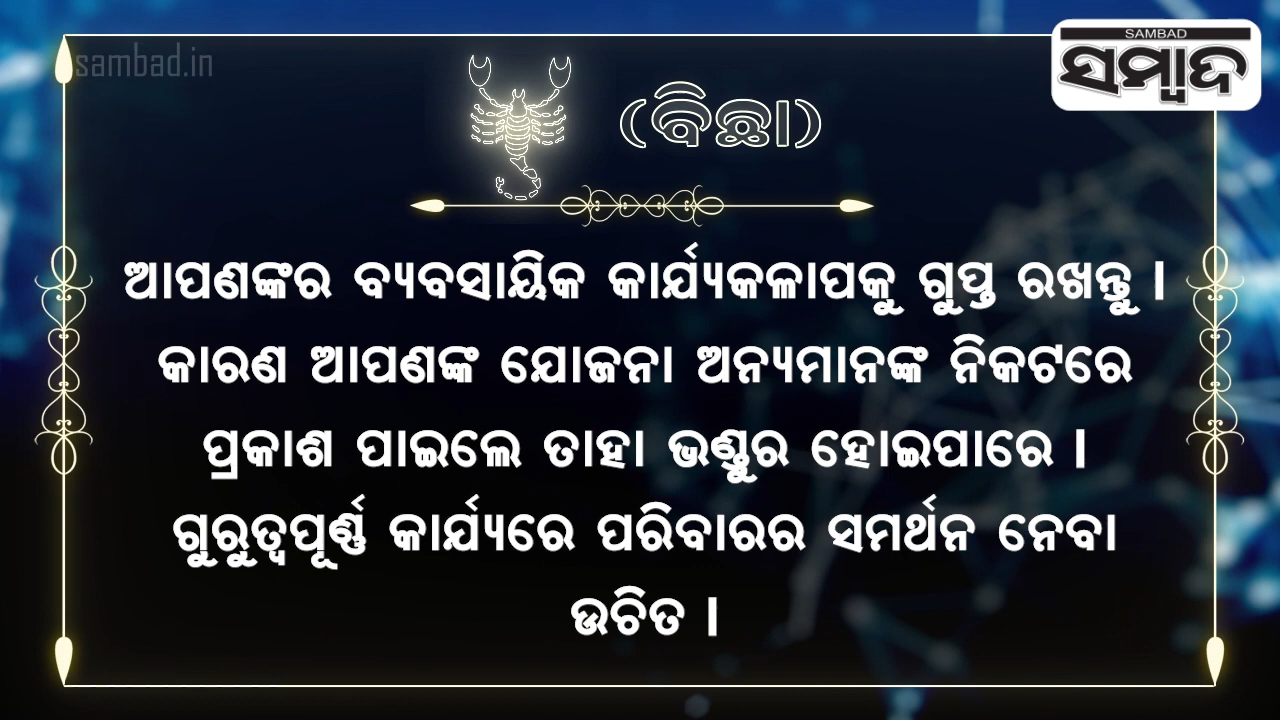 sambad.in
SAMBAD
ସମ୍ବାଦ
(ବିଛା)
ଆପଣଙ୍କର ବ୍ୟବସାୟିକ କାର୍ଯ୍ୟକଳାପକୁ ଗୁପ୍ତ ରଖନ୍ତୁ ।
କାରଣ ଆପଣଙ୍କ ଯୋଜନା ଅନ୍ୟମାନଙ୍କ ନିକଟରେ
ପ୍ରକାଶ ପାଇଲେ ତାହା ଭଣ୍ଡୁର ହୋଇପାରେ ।
ଗୁରୁତ୍ୱପୂର୍ଣ୍ଣ କାର୍ଯ୍ୟରେ ପରିବାରର ସମର୍ଥନ ନେବା
ଉଚିତ ।